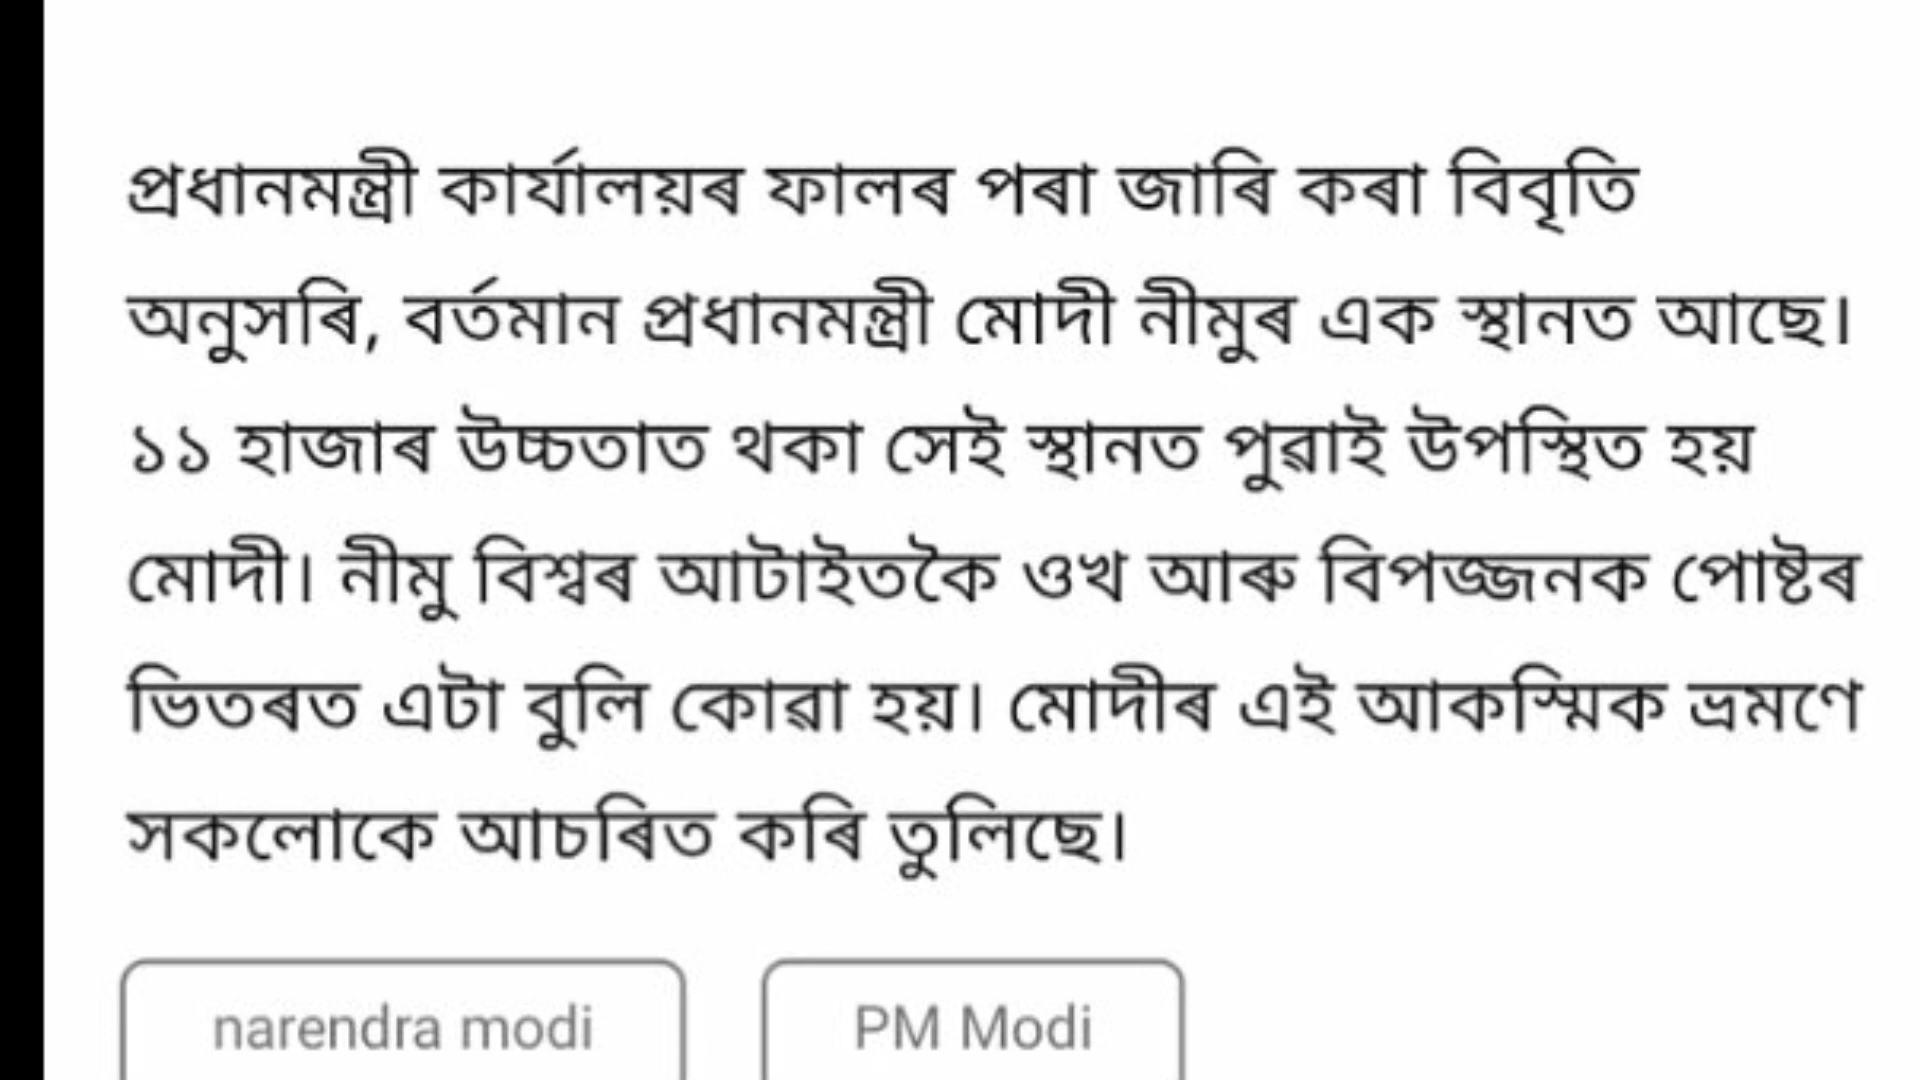 প্ৰধানমন্ত্ৰী কাৰ্যালয়ৰ ফালৰ পৰা জাৰি কৰা বিবৃতি
অনুসৰি, বৰ্তমান প্ৰধানমন্ত্ৰী মোদী নীমুৰ এক স্থানত আছে।
১১ হাজাৰ উচ্চতাত থকা সেই স্থানত পুৱাই উপস্থিত হয়
মোদী। নীমু বিশ্বৰ আটাইতকৈ ওখ আৰু বিপজ্জনক পোষ্টৰ
ভিতৰত এটা বুলি কোৱা হয়। মোদীৰ এই আকস্মিক ভ্ৰমণে
সকলোকে আচৰিত কৰি তুলিছে।
narendra modi
PM Modi